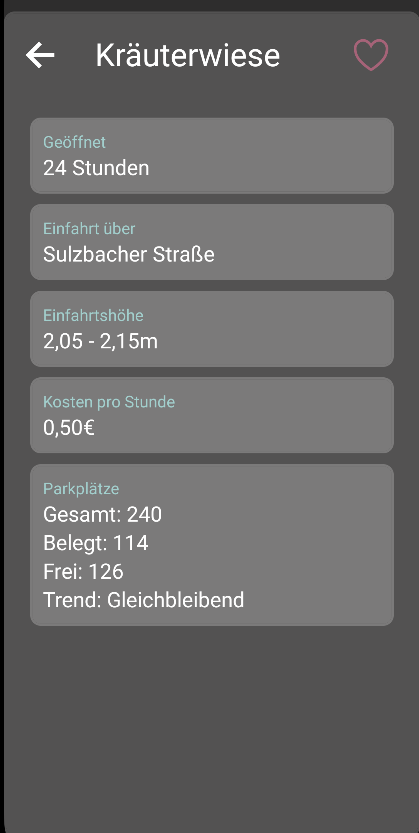 Kräuterwiese
Geöffnet
24 Stunden
Einfahrt über
Sulzbacher Straße
Einfahrtshöhe
2,05 - 2,15m
Kosten pro Stunde
0,50€
Parkplätze
Gesamt: 240
Belegt: 114
Frei: 126
Trend: Gleichbleibend